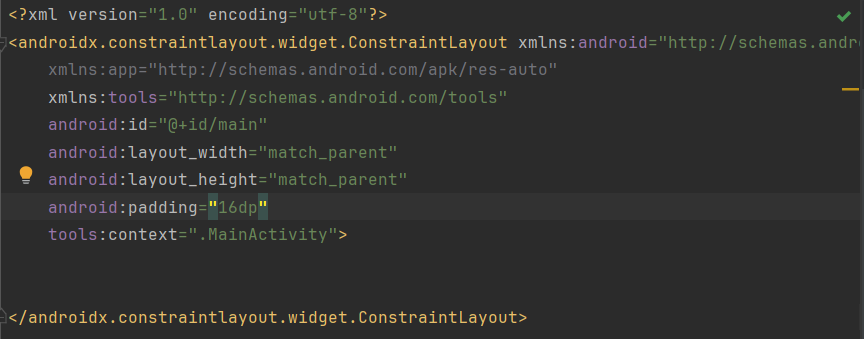 <?xml version="1.0" encoding="utf-8"?>
<androidx.constraintlayout.widget.ConstraintLayout xmlns:android="http://schemas.andr
xmlns:app="http://schemas.android.com/apk/res-auto"
xmlns:tools="http://schemas.android.com/tools"
android:id="@+id/main"
android:layout_width="match_parent"
android:layout_height="match_parent"
android:padding="16dp"
tools:context=".MainActivity">
</androidx.constraintlayout.widget.ConstraintLayout>